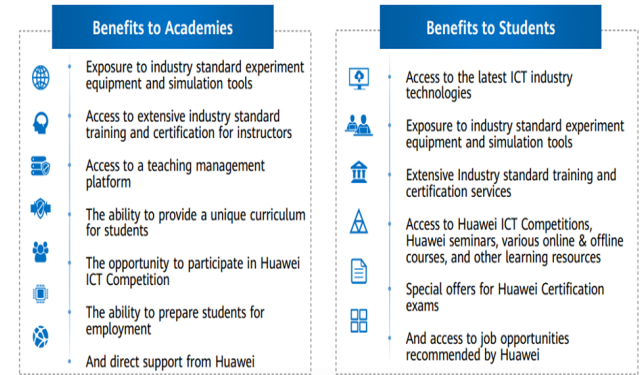 Benefits to Academies
Exposure to industry standard experiment
equipment and simulation tools
Access to extensive industry standard
training and certification for instructors
Access to a teaching management
platform
The ability to provide a unique curriculum
for students
The opportunity to participate in Huawei
ICT Competition
The ability to prepare students for
employment
And direct support from Huawei
Benefits to Students
Access to the latest ICT industry
technologies
Exposure to industry standard experiment
equipment and simulation tools
Extensive Industry standard training and
certification services
Access to Huawei ICT Competitions,
Huawei seminars, various online & offline
courses, and other learning resources
Special offers for Huawei Certification
exams
And access to job opportunities
recommended by Huawei